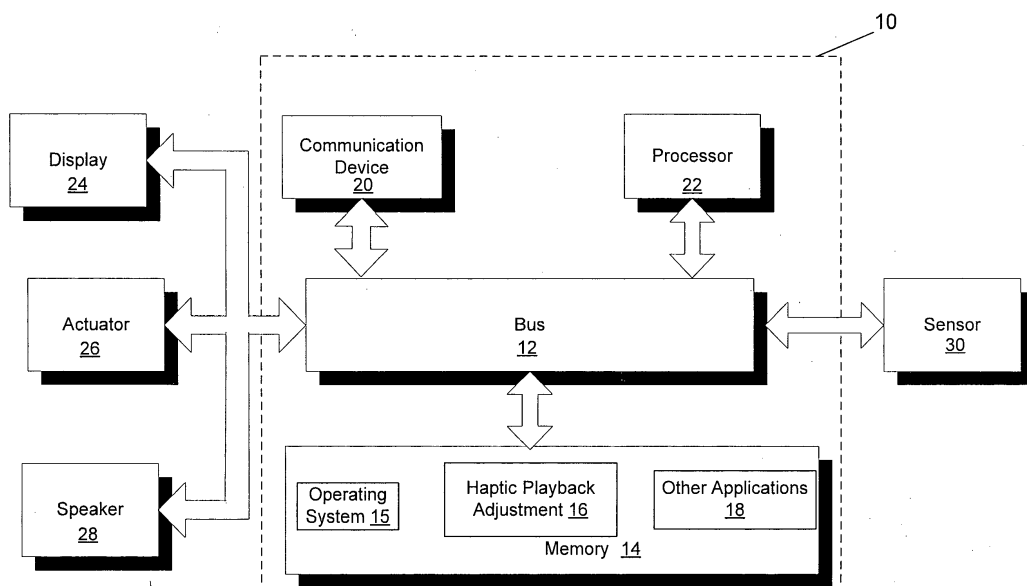 10
Display
24
Communication
Device
20
Processor
22
Actuator
26
Bus
12
Sensor
30
Speaker
28
Operating
System 15
Haptic Playback
Adjustment 16
Other Applications
18
Memory 14